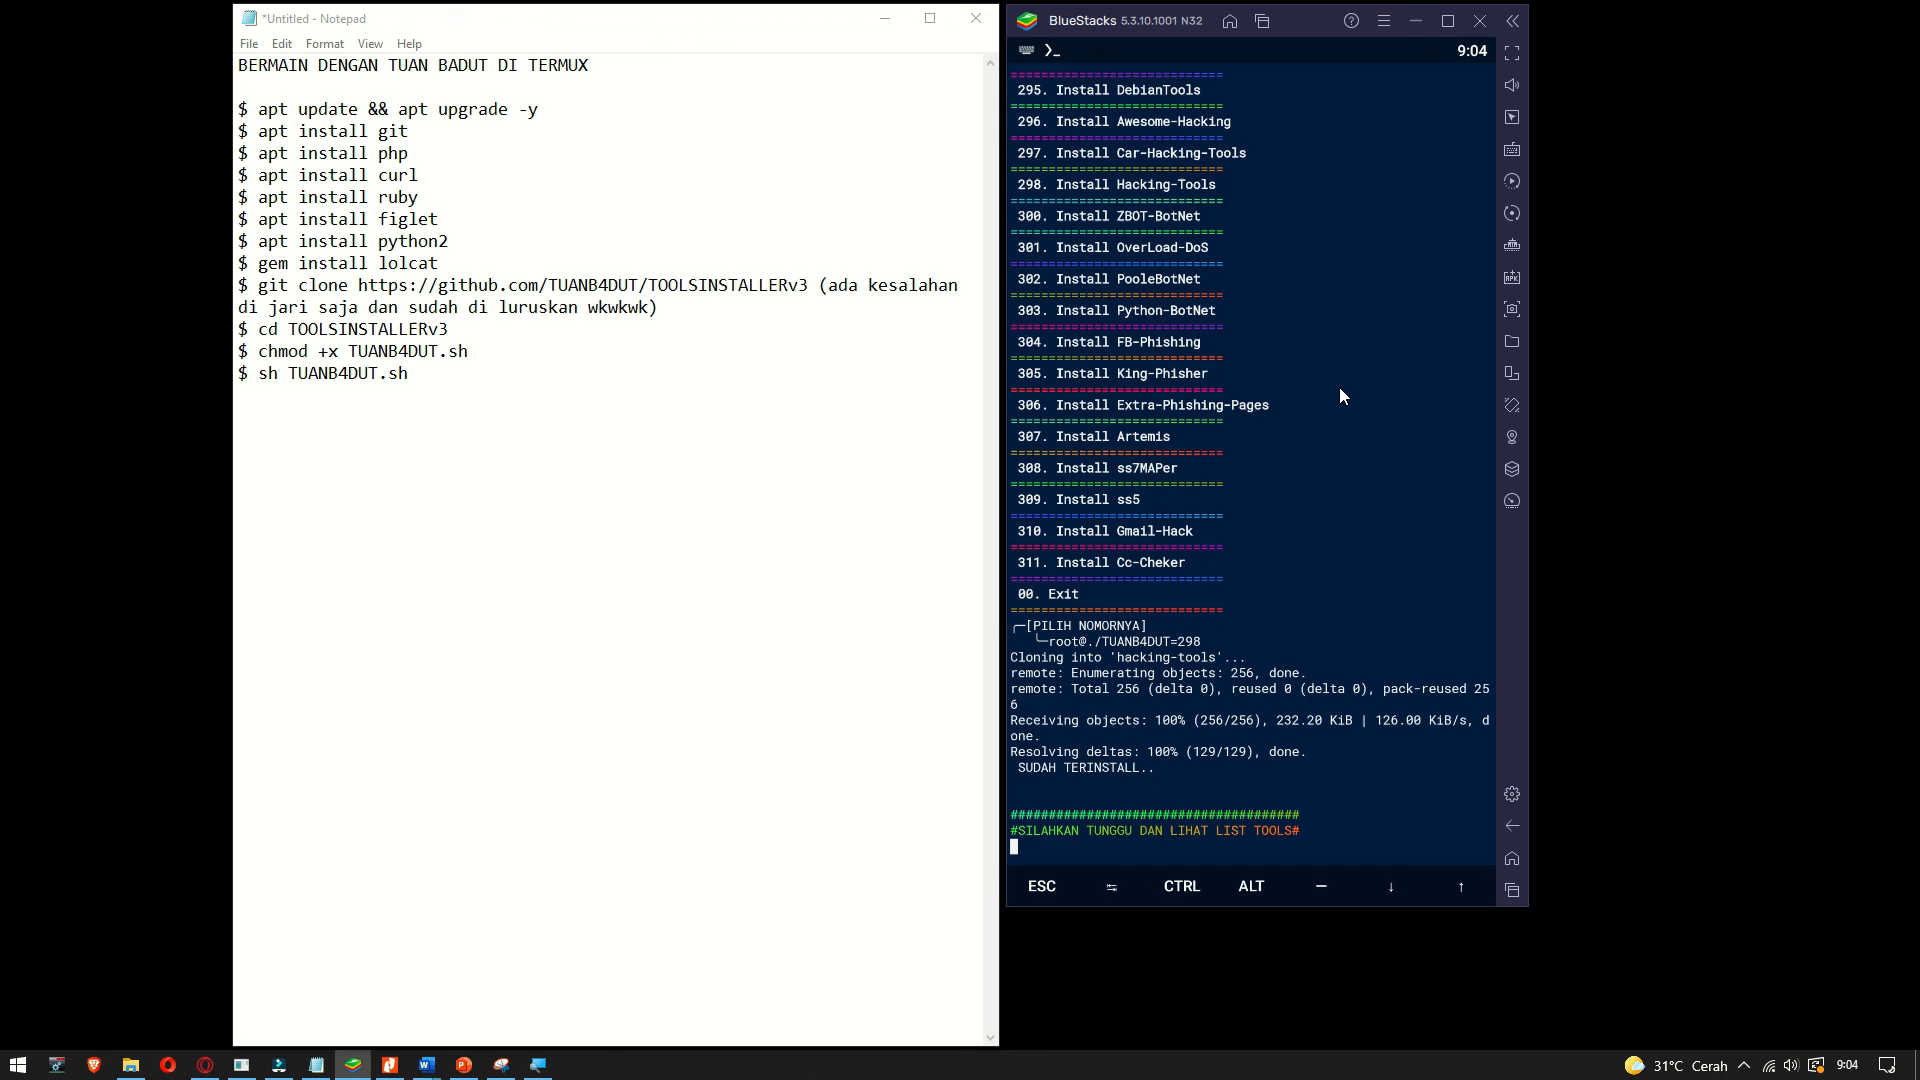 *Untitled - Notepad
File Edit Format View Help
BERMAIN DENGAN TUAN BADUT DI TERMUX
$ apt update && apt upgrade -y
$ apt install git
$ apt install php
$ apt install curl
$ apt install ruby
$ apt install figlet
$ apt install python2
$ gem install lolcat
$ git clone https://github.com/TUANB4DUT/TOOLSINSTALLERv3 (ada kesalahan
di jari saja dan sudah di luruskan wkwkwk)
$ cd TOOLSINSTALLERv3
$ chmod +x TUANB4DUT.sh
$ sh TUANB4DUT.sh
BlueStacks 5.3.10.1001 N32
9:04
===========================
295. Install DebianTools
===========================
296. Install Awesome-Hacking
===========================
297. Install Car-Hacking-Tools
===========================
298. Install Hacking-Tools
===========================
300. Install ZBOT-BotNet
===========================
301. Install OverLoad-DoS
===========================
302. Install PooleBotNet
===========================
303. Install Python-BotNet
===========================
304. Install FB-Phishing
===========================
305. Install King-Phisher
===========================
306. Install Extra-Phishing-Pages
===========================
307. Install Artemis
===========================
308. Install ss7MAPer
===========================
309. Install ss5
===========================
310. Install Gmail-Hack
===========================
311. Install Cc-Cheker
===========================
00. Exit
===========================
╭─[PILIH NOMORNYA]
╰─root@./TUANB4DUT=298
Cloning into 'hacking-tools'...
remote: Enumerating objects: 256, done.
remote: Total 256 (delta 0), reused 0 (delta 0), pack-reused 25
6
Receiving objects: 100% (256/256), 232.20 KiB | 126.00 KiB/s, d
one.
Resolving deltas: 100% (129/129), done.
SUDAH TERINSTALL..
######################################
#SILAHKAN TUNGGU DAN LIHAT LIST TOOLS#
ESC ⇆ CTRL ALT — ↓ ↑
31°C Cerah 9:04